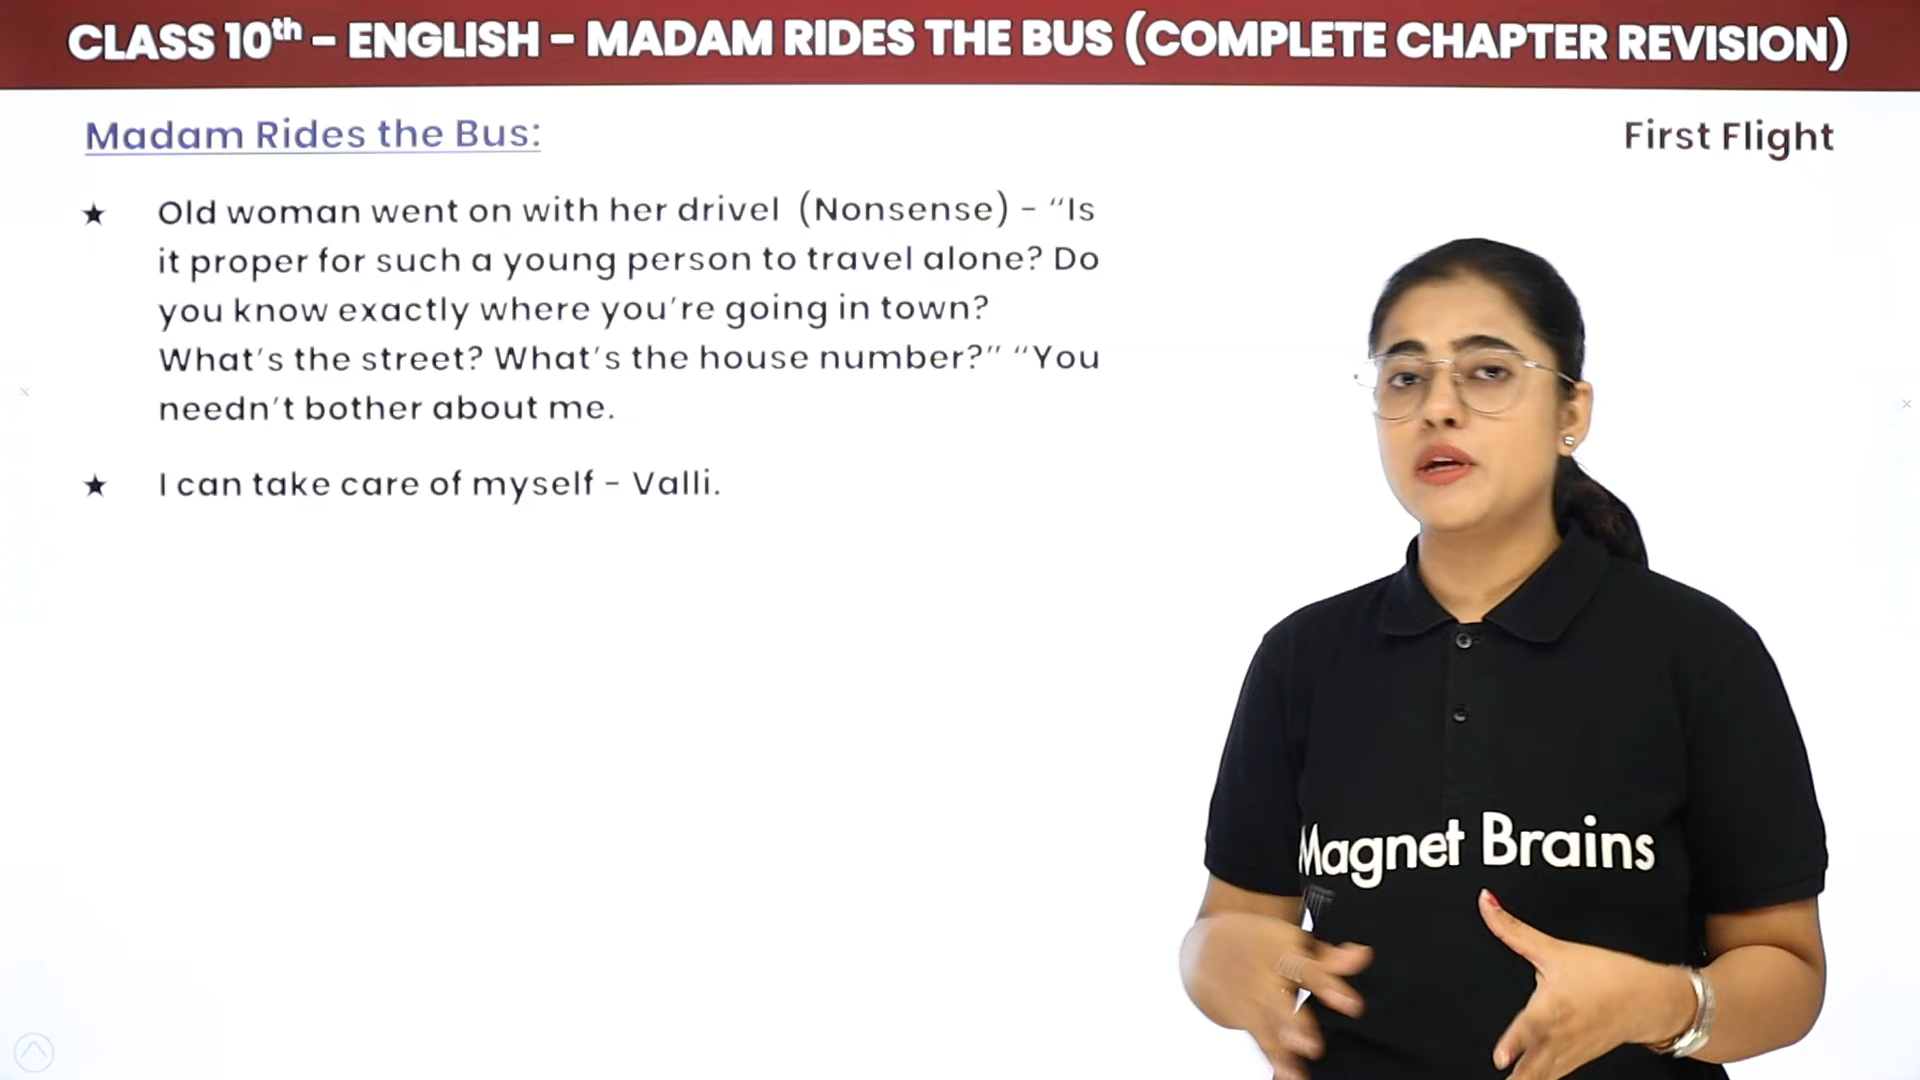 CLASS 10th - ENGLISH - MADAM RIDES THE BUS (COMPLETE CHAPTER REVISION)
Madam Rides the Bus:
First Flight
★ Old woman went on with her drivel (Nonsense) - “Is
it proper for such a young person to travel alone? Do
you know exactly where you’re going in town?
What’s the street? What’s the house number?” “You
needn’t bother about me.
★ I can take care of myself - Valli.
Magnet Brains